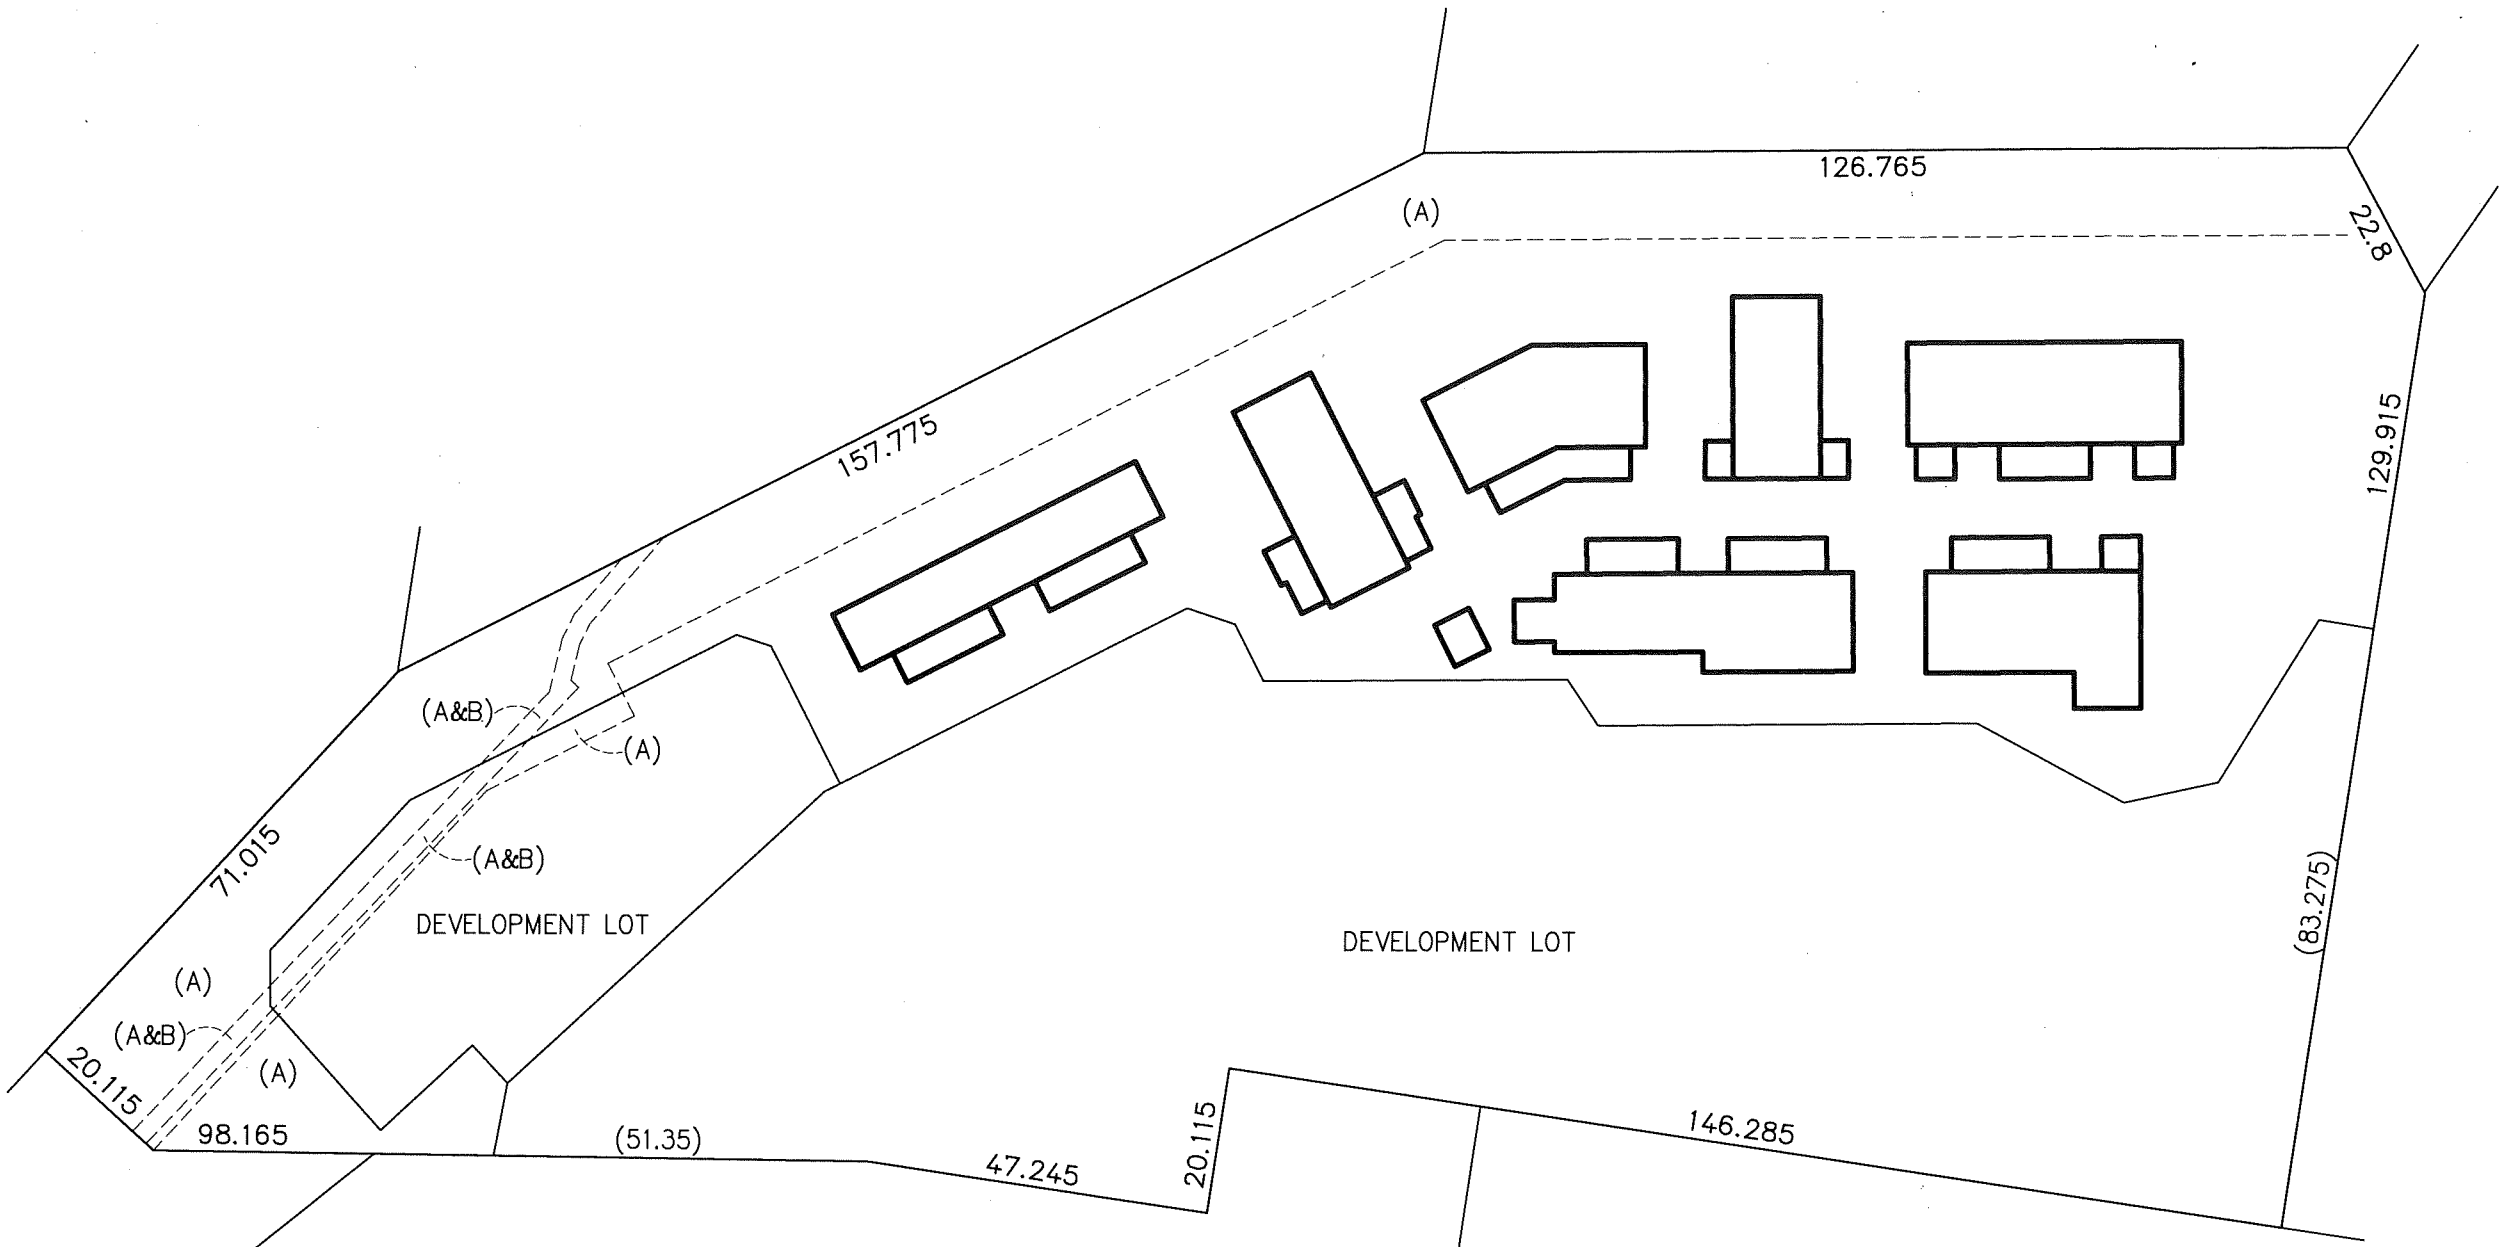 126.765
(A)
22.8
157.775
129.915
(A&B)
(A)
71.015
(A&B)
(83.275)
DEVELOPMENT LOT
DEVELOPMENT LOT
(A)
(A&B)
(A)
20.115
98.165
(51.35)
20.115
146.285
47.245